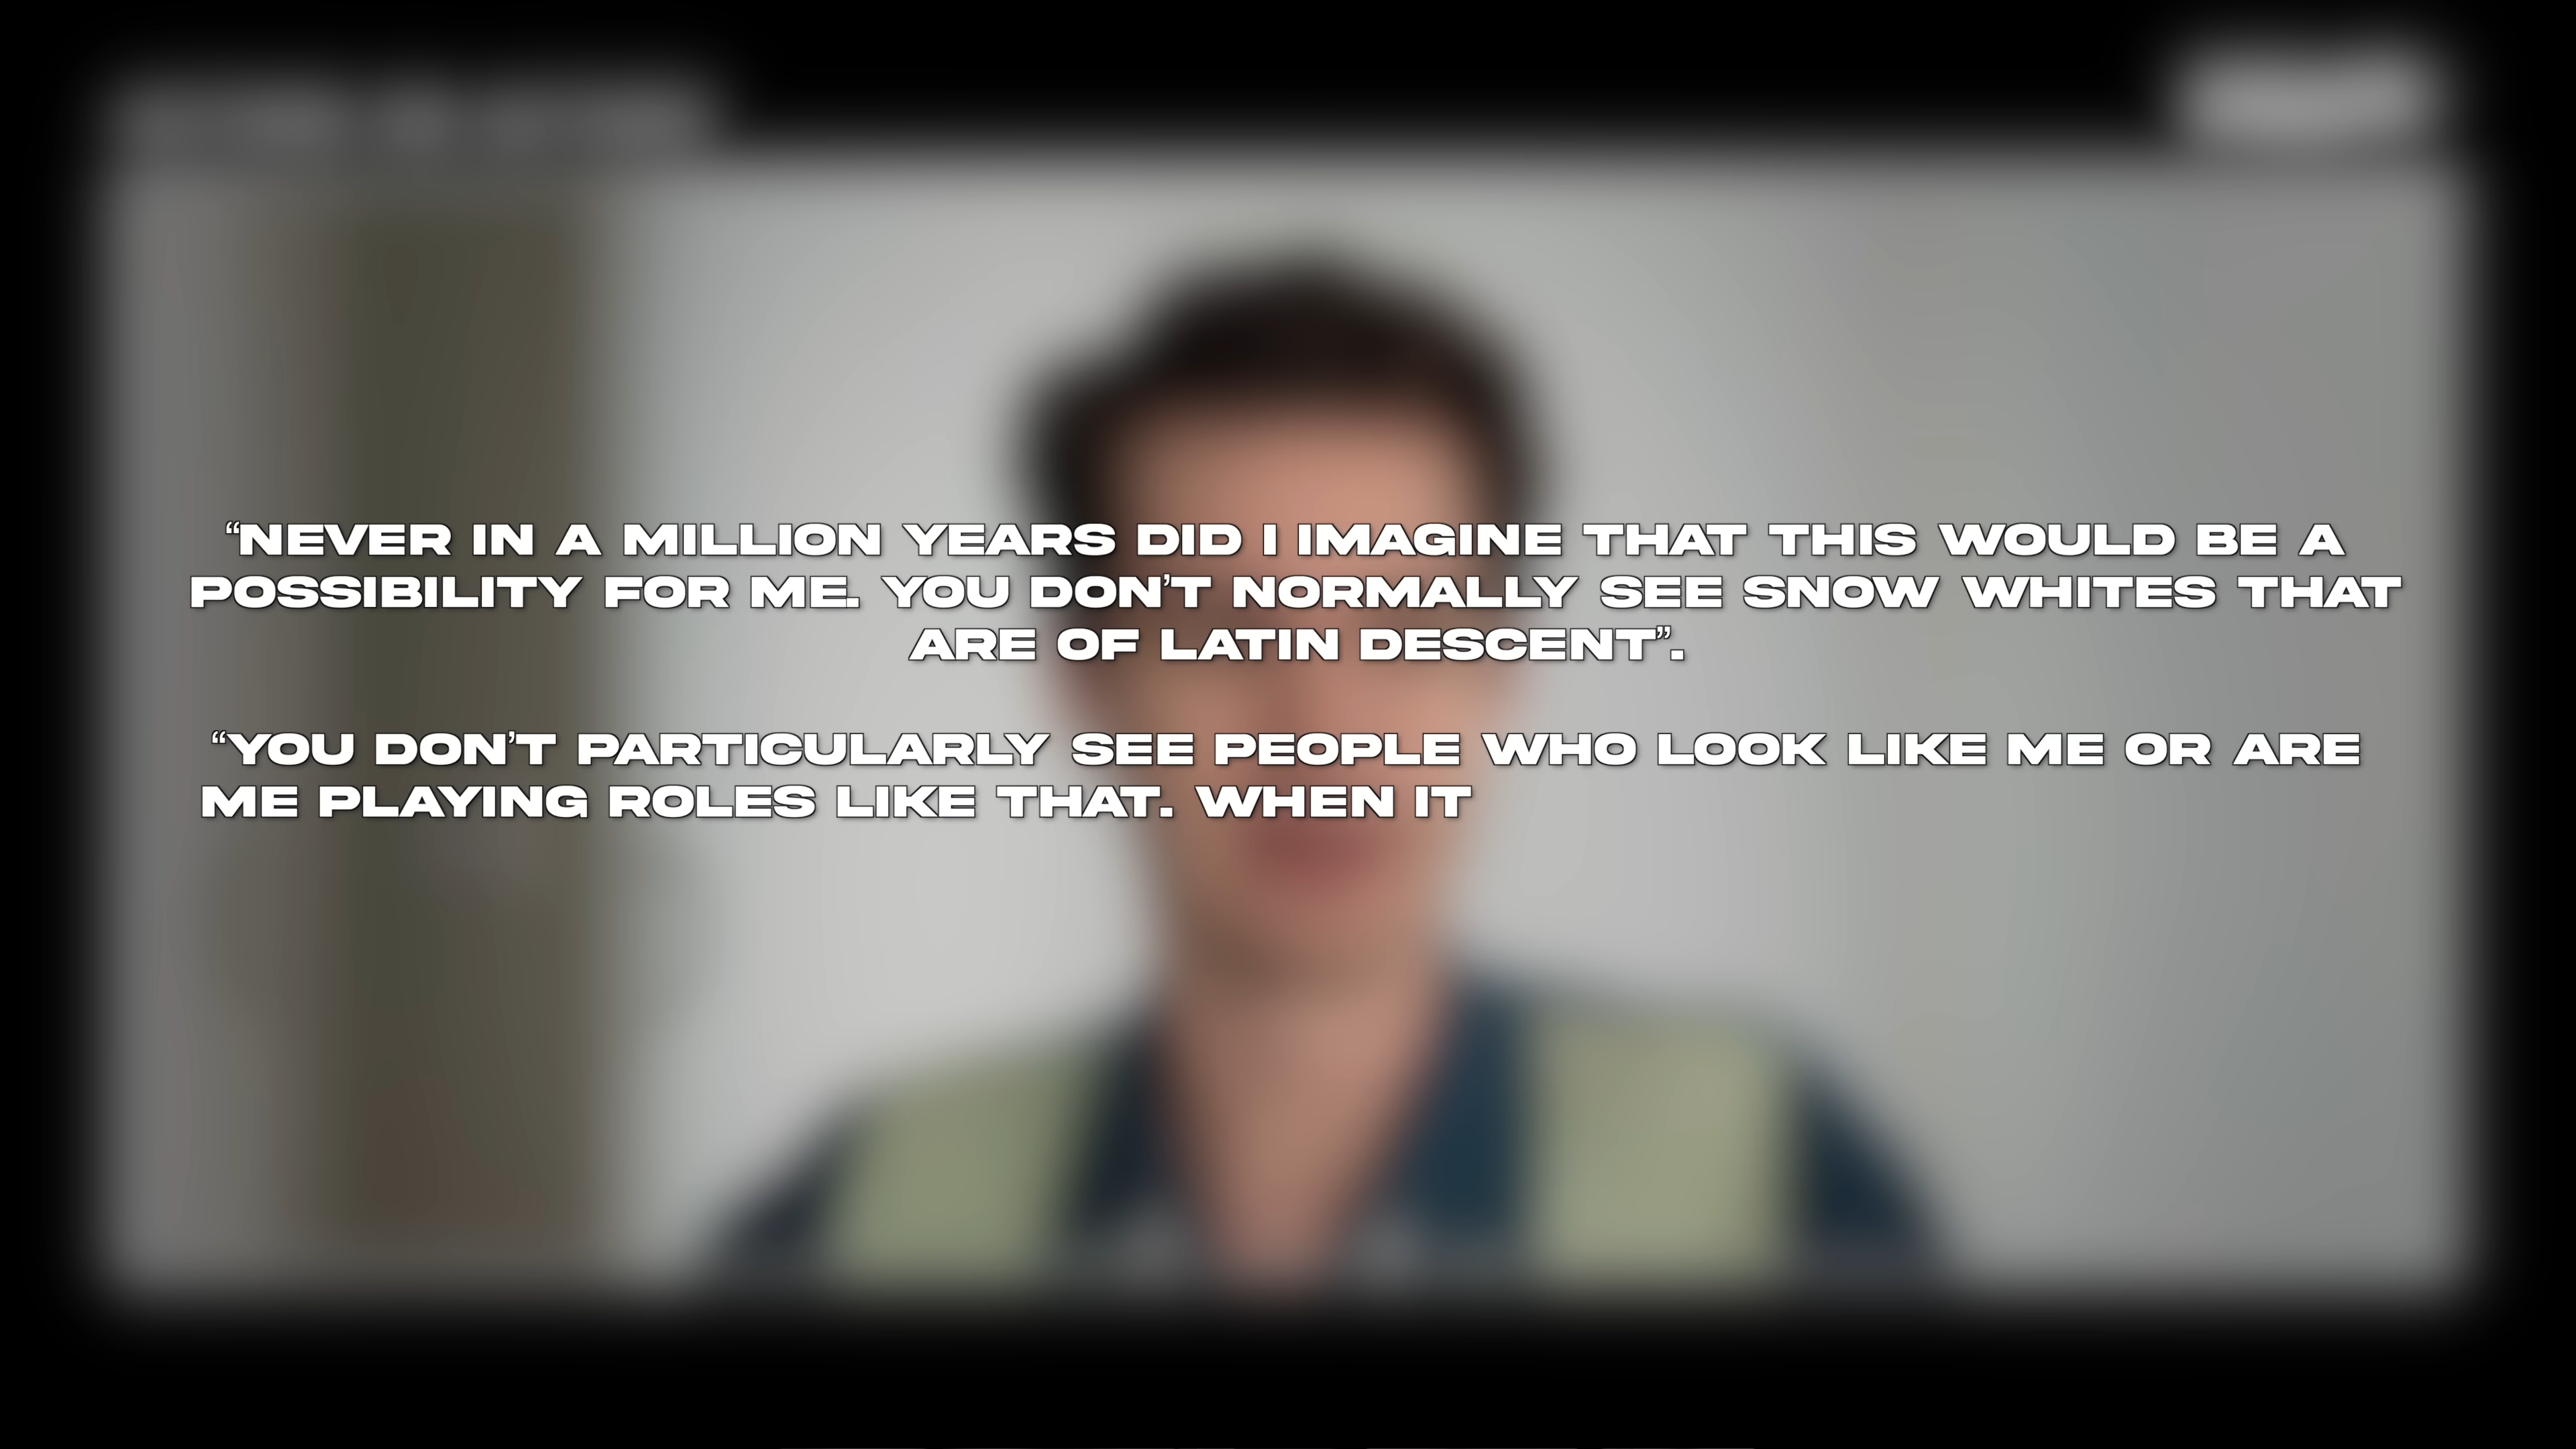 “NEVER IN A MILLION YEARS DID I IMAGINE THAT THIS WOULD BE A
POSSIBILITY FOR ME. YOU DON’T NORMALLY SEE SNOW WHITES THAT
ARE OF LATIN DESCENT”.
“YOU DON’T PARTICULARLY SEE PEOPLE WHO LOOK LIKE ME OR ARE
ME PLAYING ROLES LIKE THAT. WHEN IT